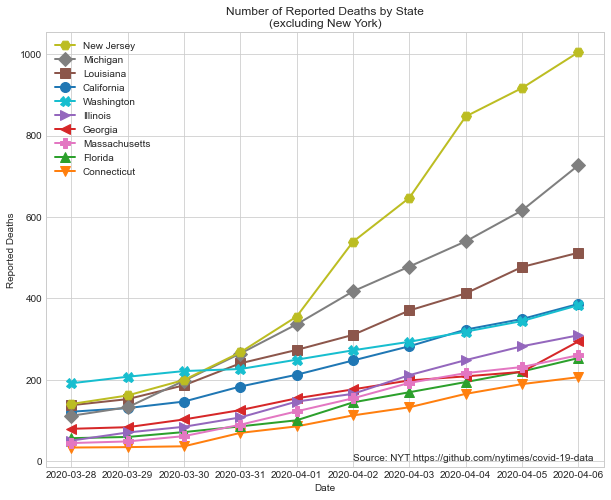 Number of Reported Deaths by State
(excluding New York)
1000
800
600
400
200
0
Reported Deaths
New Jersey
Michigan
Louisiana
California
Washington
Illinois
Georgia
Massachusetts
Florida
Connecticut
Source: NYT https://github.com/nytimes/covid-19-data
2020-03-28 2020-03-29 2020-03-30 2020-03-31 2020-04-01 2020-04-02 2020-04-03 2020-04-04 2020-04-05 2020-04-06
Date